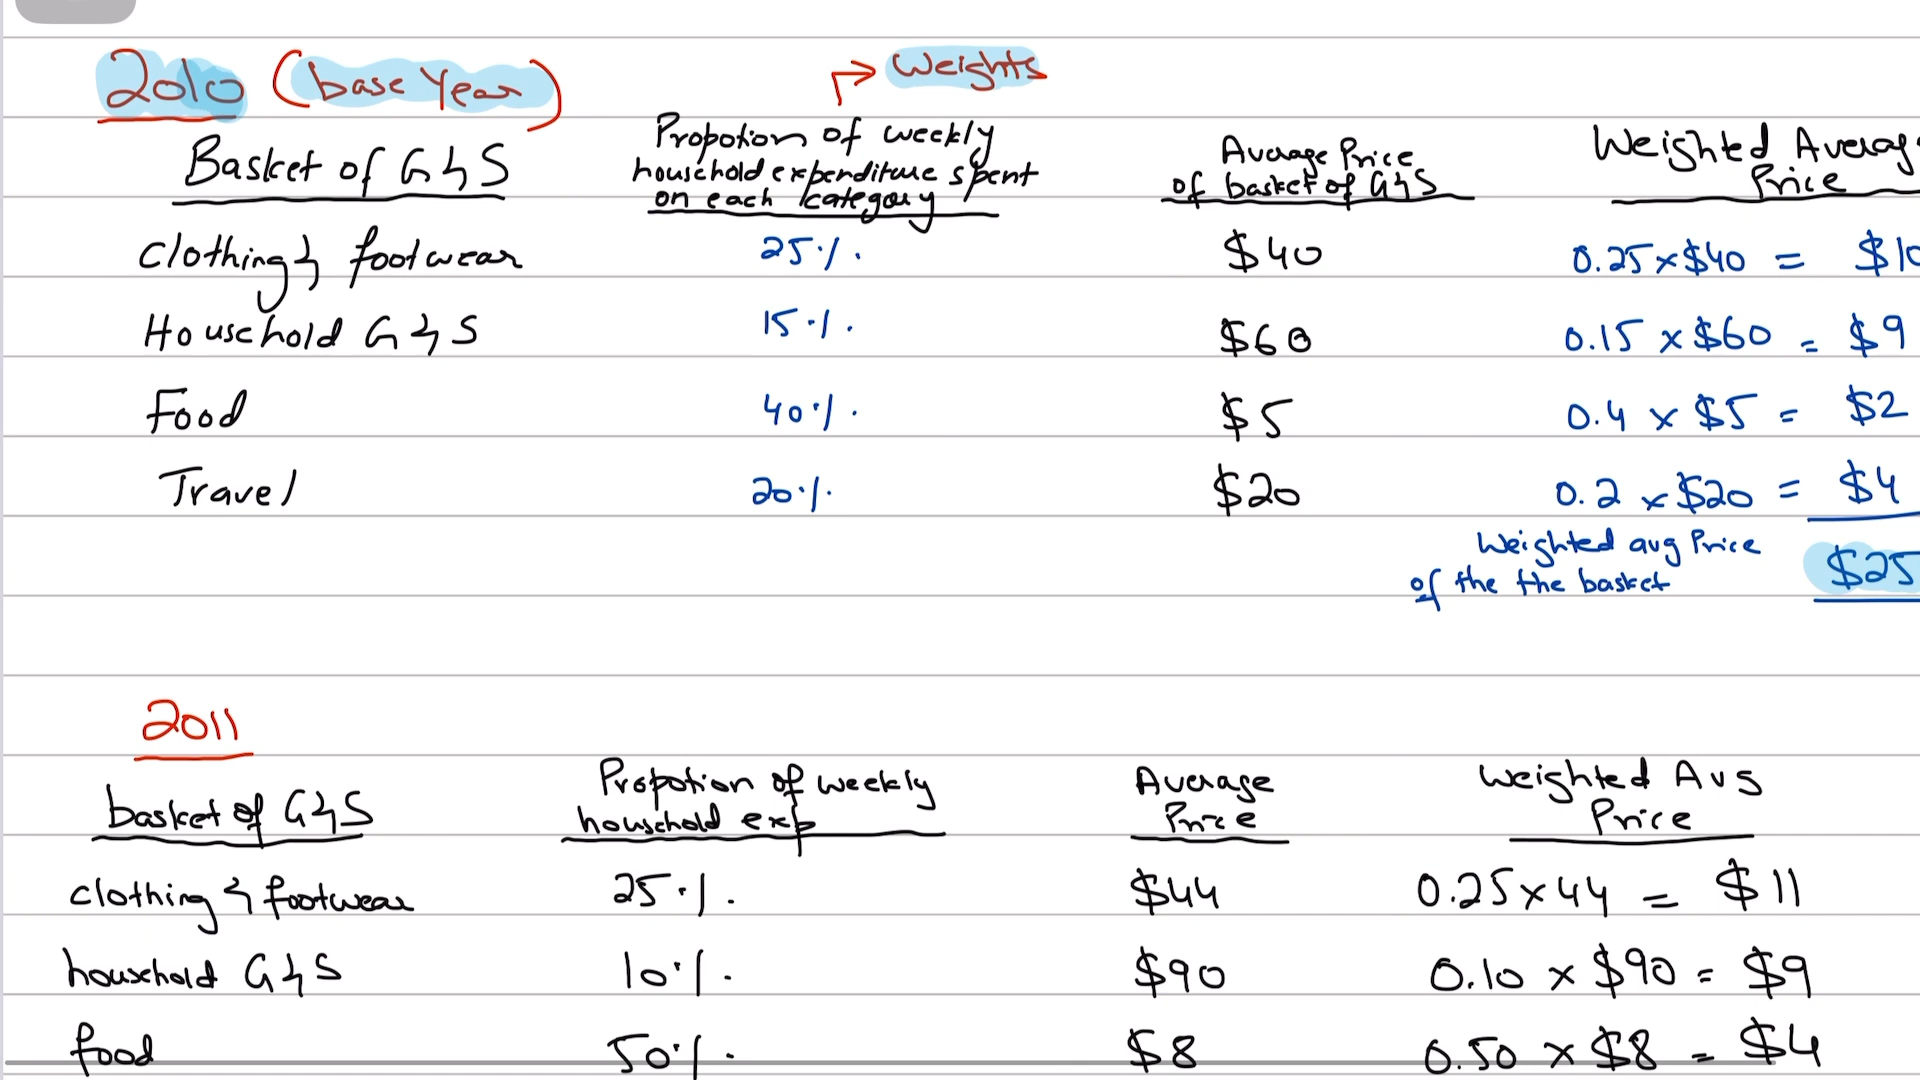 2010 (base Year)
→ Weights
Basket of G&S
Propotion of weekly
household expenditure spent
on each category
Average Price
of basket of G&S
Weighted Averag
Price
Clothing & footwear 25%. $40 0.25×$40 = $10
Household G&S 15%. $60 0.15 × $60 = $9
Food 40%. $5 0.4 × $5 = $2
Travel 20%. $20 0.2 × $20 = $4
Weighted avg Price
of the the basket $25
2011
basket of G&S
Propotion of weekly
household exp
Average
Price
Weighted Avg
Price
clothing & footwear 25%. $44 0.25×44 = $11
household G&S 10%. $90 0.10 × $90 = $9
food 50%. $8 0.50 × $8 = $4